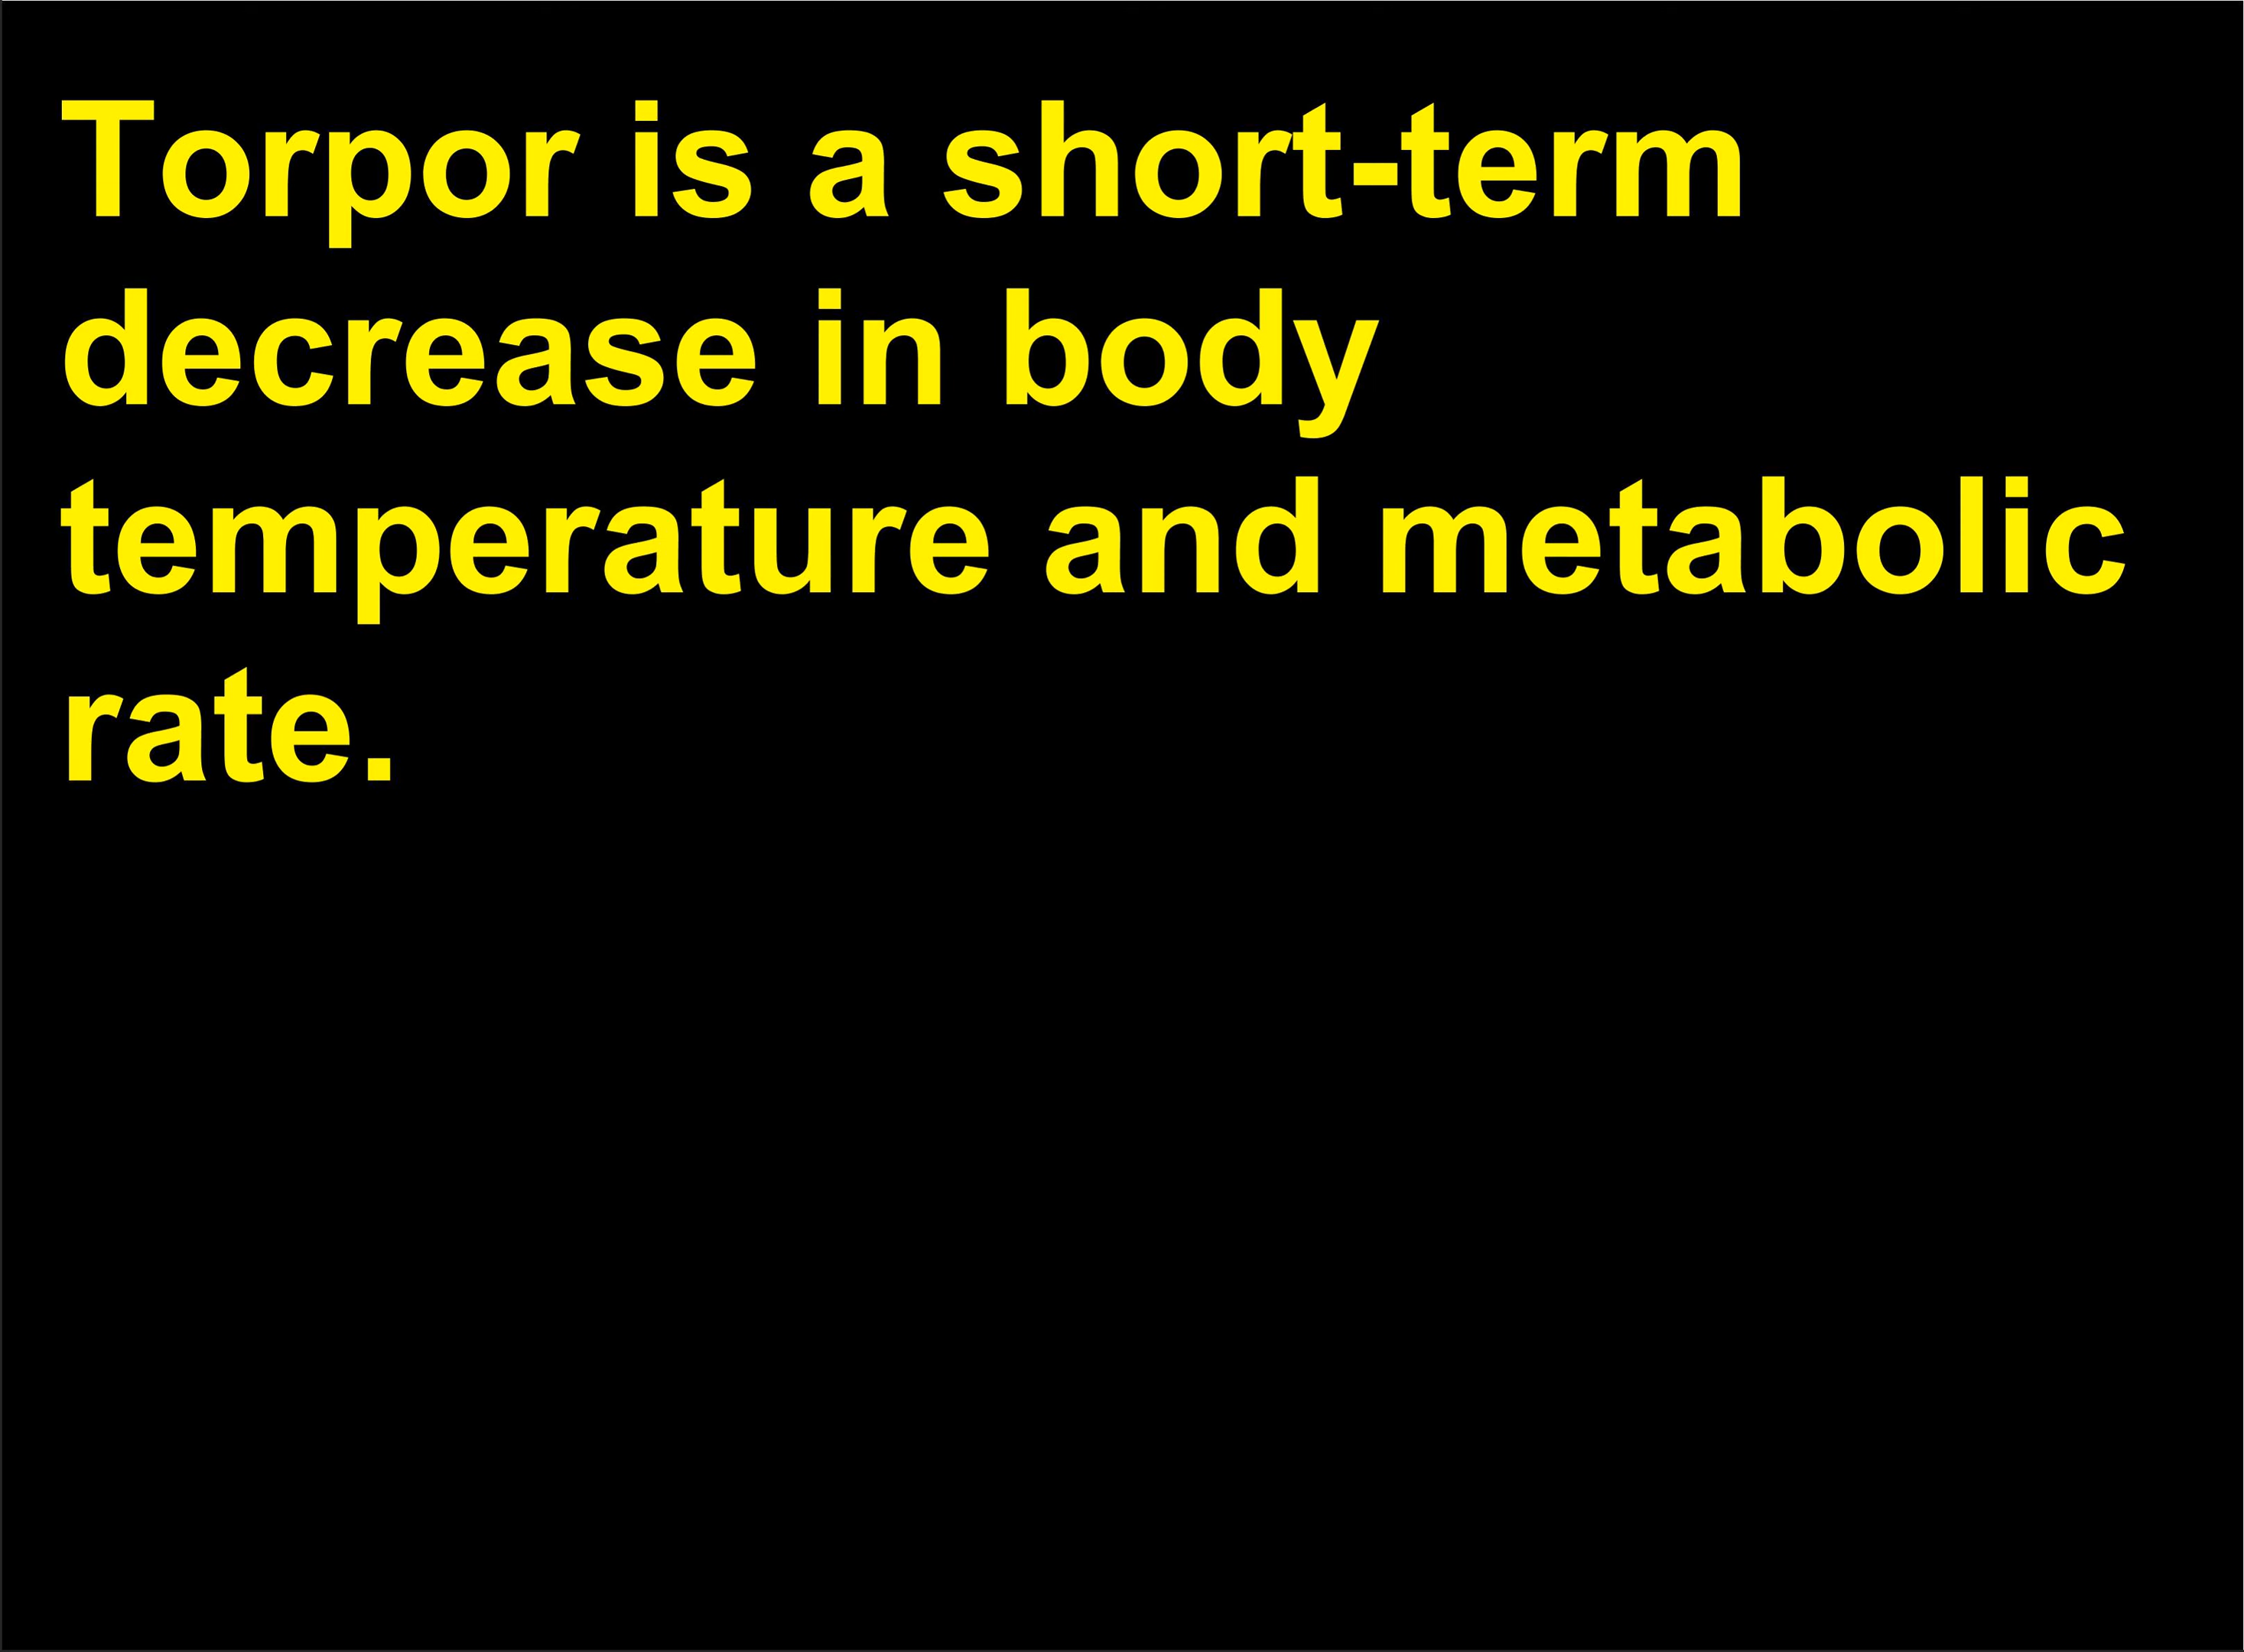 Torpor is a short-term
decrease in body
temperature and metabolic
rate.